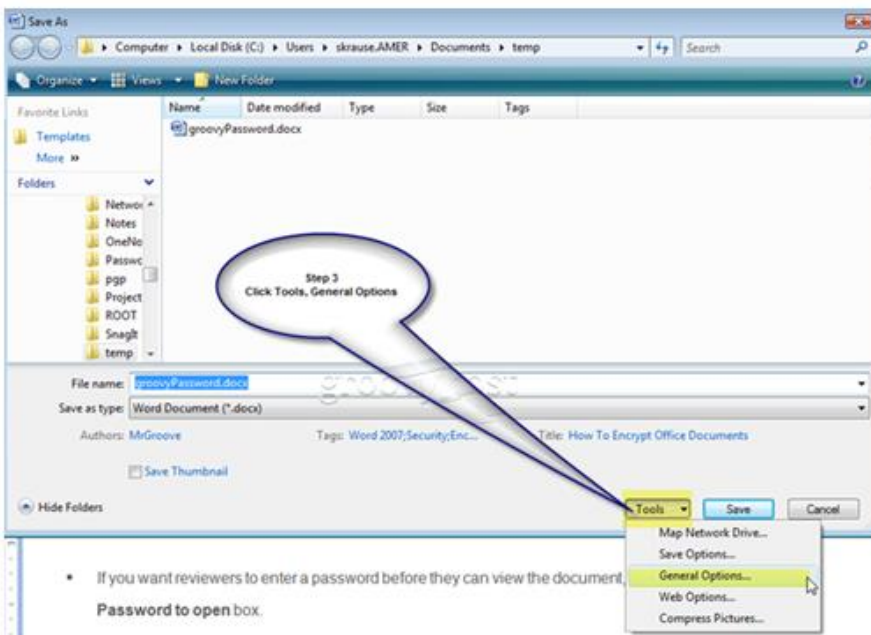 Save As
Computer ▸ Local Disk (C:) ▸ Users ▸ skrause.AMER ▸ Documents ▸ temp
Search
Organize Views New Folder
Favorite Links
Templates
More »
Folders
Networ
Notes
OneNo
Passwc
pgp
Project
ROOT
SnagIt
temp
Name Date modified Type Size Tags
groovyPassword.docx
Step 3
Click Tools, General Options
File name: groovyPassword.docx
groovyPost
Save as type: Word Document (*.docx)
Authors: MrGroove Tags: Word 2007;Security;Enc... Title: How To Encrypt Office Documents
Save Thumbnail
Hide Folders Tools Save Cancel
Map Network Drive...
Save Options...
General Options...
Web Options...
Compress Pictures...
• If you want reviewers to enter a password before they can view the document,
Password to open box.